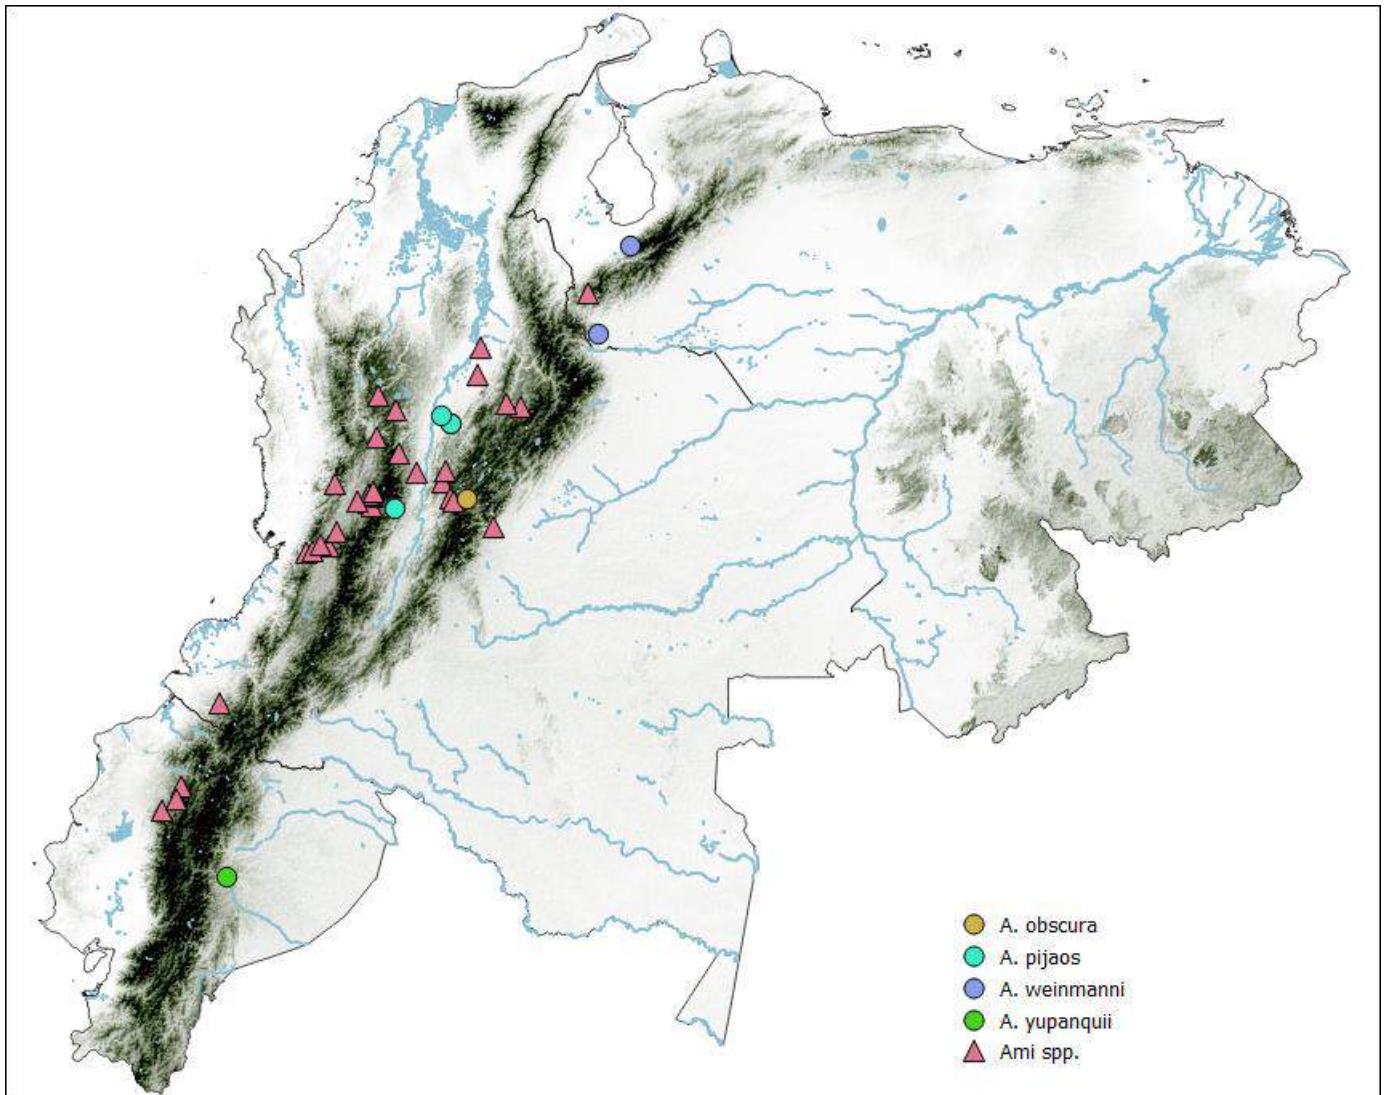 A. obscura
A. pijaos
A. weinmanni
A. yupanquii
Ami spp.